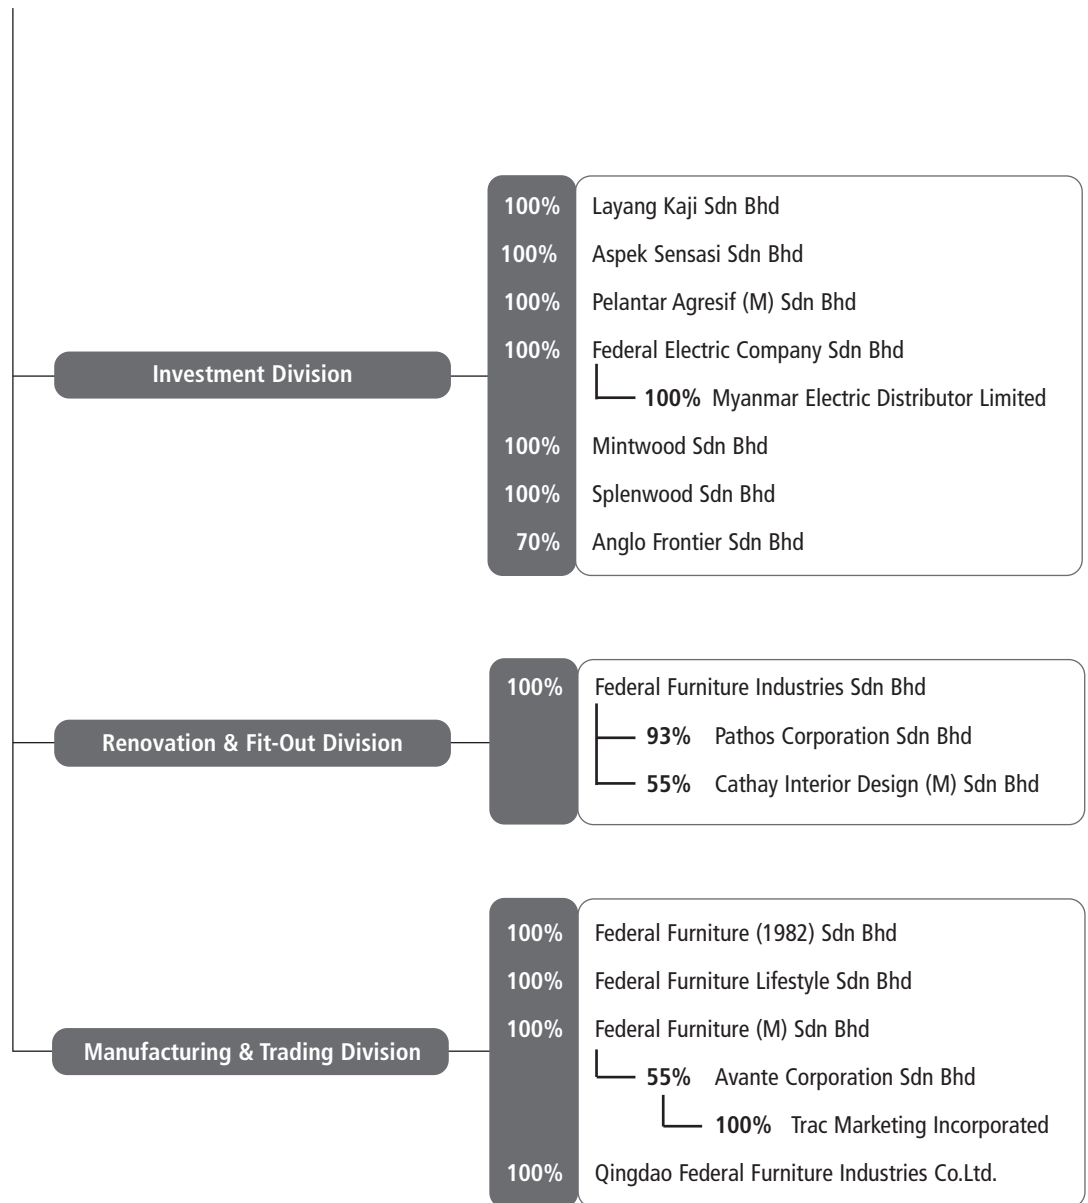 Investment Division
100% Layang Kaji Sdn Bhd
100% Aspek Sensasi Sdn Bhd
100% Pelantar Agresif (M) Sdn Bhd
100% Federal Electric Company Sdn Bhd
100% Myanmar Electric Distributor Limited
100% Mintwood Sdn Bhd
100% Splenwood Sdn Bhd
70% Anglo Frontier Sdn Bhd
Renovation & Fit-Out Division
100% Federal Furniture Industries Sdn Bhd
93% Pathos Corporation Sdn Bhd
55% Cathay Interior Design (M) Sdn Bhd
Manufacturing & Trading Division
100% Federal Furniture (1982) Sdn Bhd
100% Federal Furniture Lifestyle Sdn Bhd
100% Federal Furniture (M) Sdn Bhd
55% Avante Corporation Sdn Bhd
100% Trac Marketing Incorporated
100% Qingdao Federal Furniture Industries Co.Ltd.